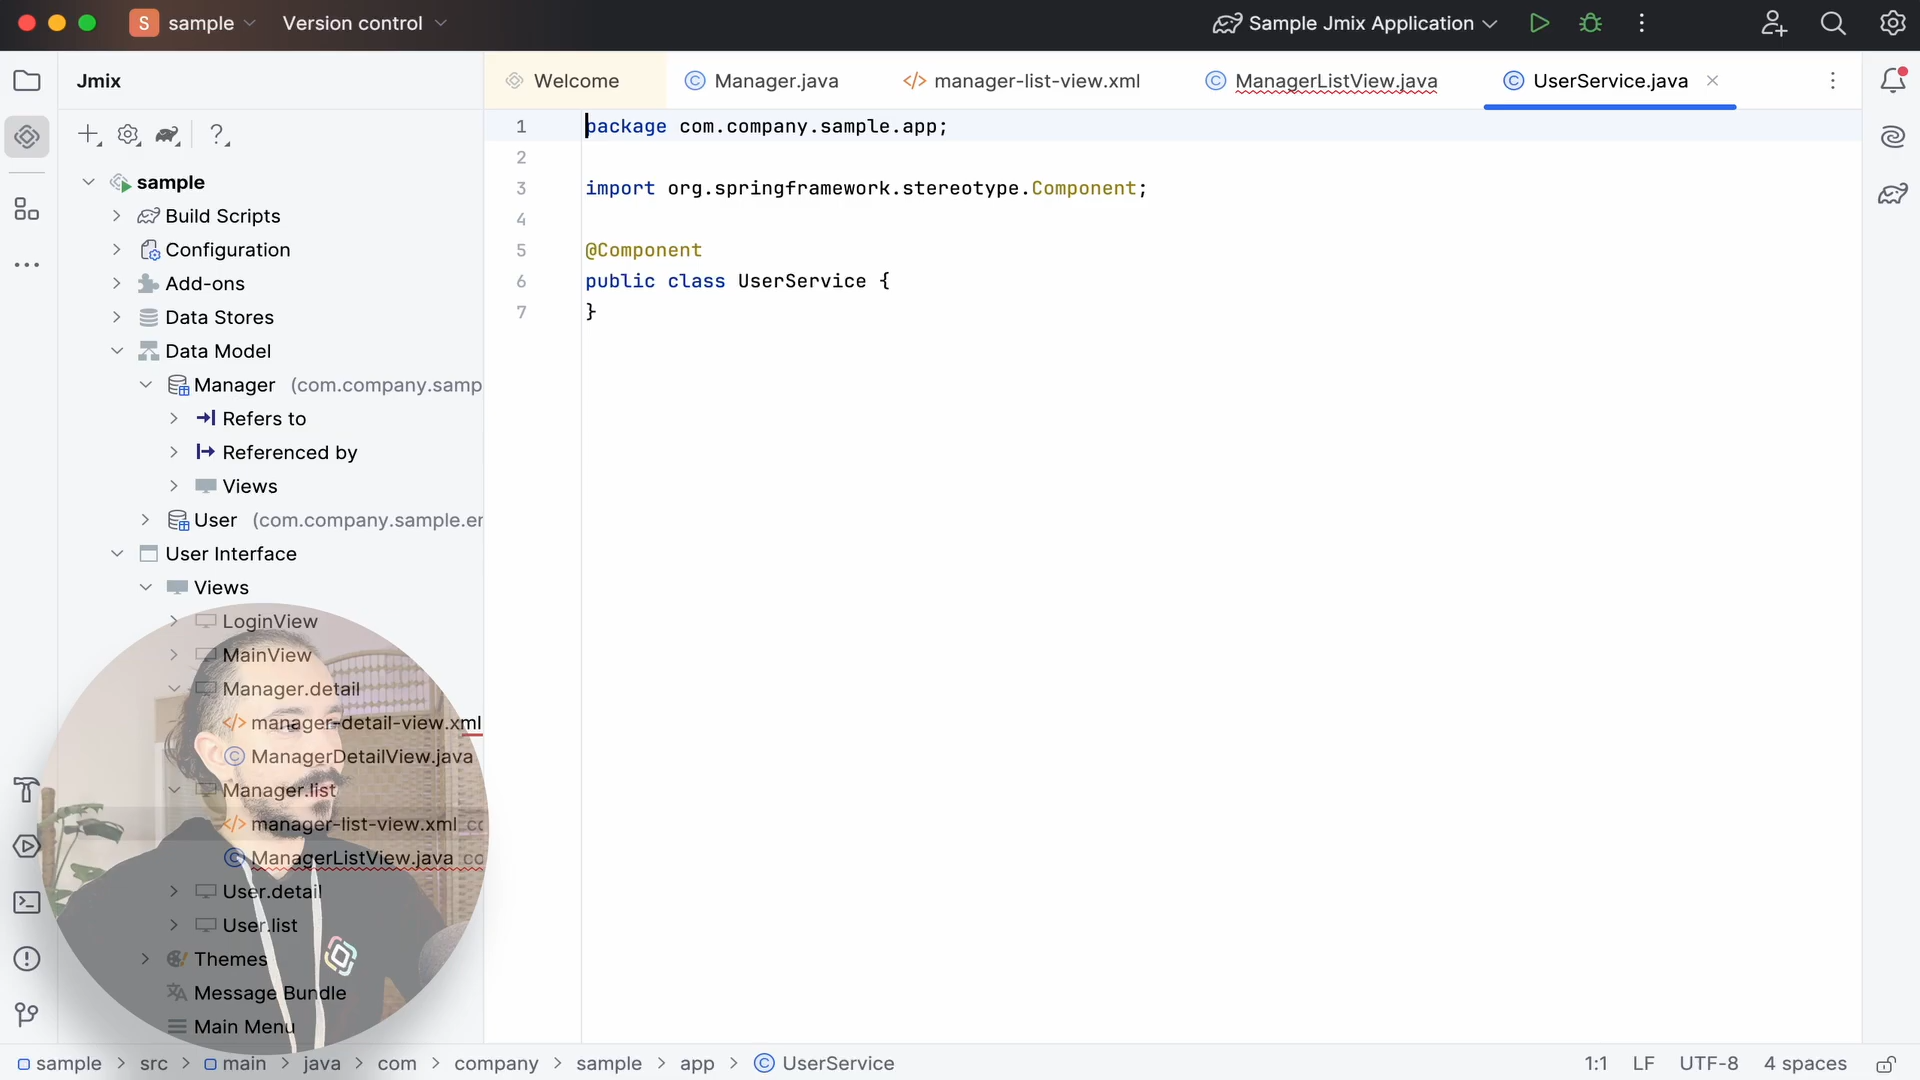 S sample Version control Sample Jmix Application
Jmix
Welcome Manager.java manager-list-view.xml ManagerListView.java UserService.java
sample
Build Scripts
Configuration
Add-ons
Data Stores
Data Model
Manager (com.company.samp
Refers to
Referenced by
Views
User (com.company.sample.er
User Interface
Views
LoginView
MainView
Manager.detail
manager-detail-view.xml
ManagerDetailView.java
Manager.list
manager-list-view.xml co
ManagerListView.java co
User.detail
User.list
Themes
Message Bundle
Main Menu
1 package com.company.sample.app;
2
3 import org.springframework.stereotype.Component;
4
5 @Component
6 public class UserService {
7 }
sample > src > main > java > com > company > sample > app > UserService
1:1 LF UTF-8 4 spaces